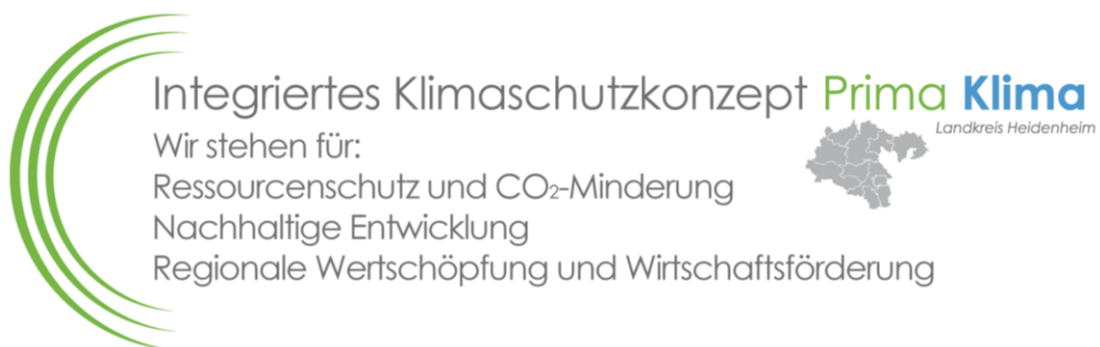 Integriertes Klimaschutzkonzept Prima Klima
Landkreis Heidenheim
Wir stehen für:
Ressourcenschutz und CO₂-Minderung
Nachhaltige Entwicklung
Regionale Wertschöpfung und Wirtschaftsförderung